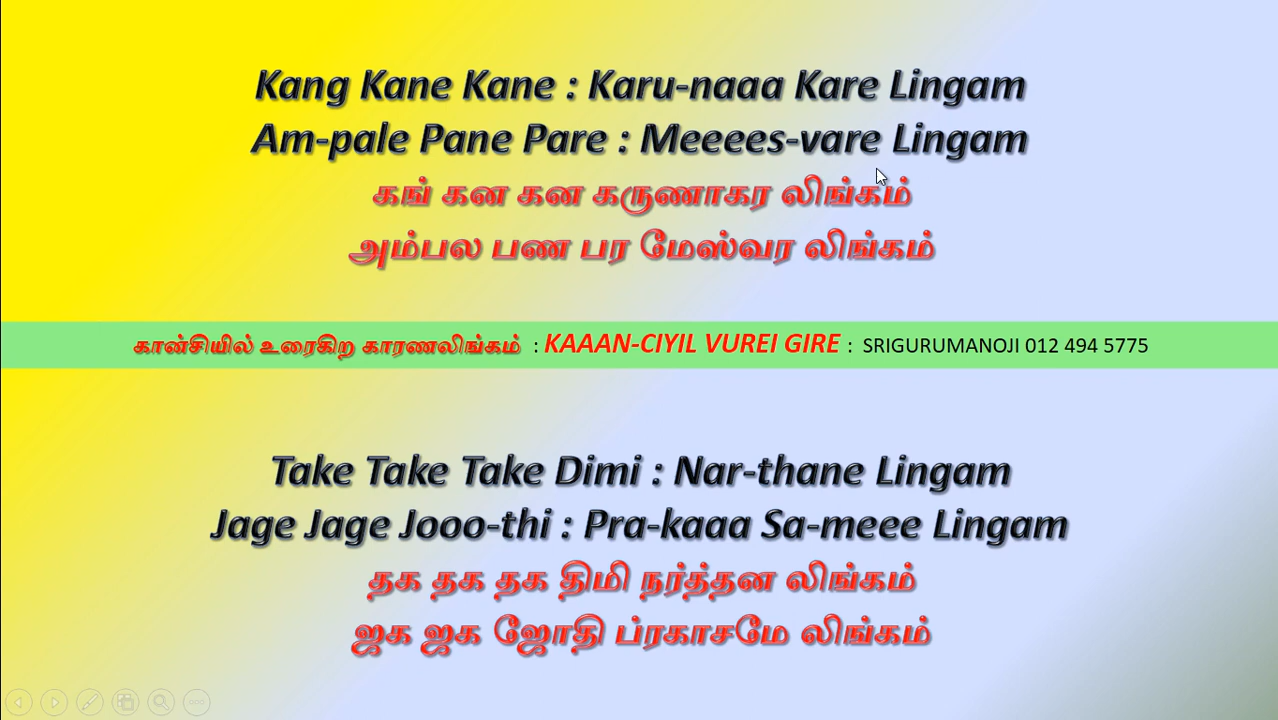 Kang Kane Kane : Karu-naaa Kare Lingam
Am-pale Pane Pare : Meeees-vare Lingam
கங் கன கன கருணாகர லிங்கம்
அம்பல பண பர மேஸ்வர லிங்கம்
கான்சியில் உரைகிற காரணலிங்கம் : KAAAN-CIYIL VUREI GIRE : SRIGURUMANOJI 012 494 5775
Take Take Take Dimi : Nar-thane Lingam
Jage Jage Jooo-thi : Pra-kaaa Sa-meee Lingam
தக தக தக திமி நர்த்தன லிங்கம்
ஜக ஜக ஜோதி ப்ரகாசமே லிங்கம்